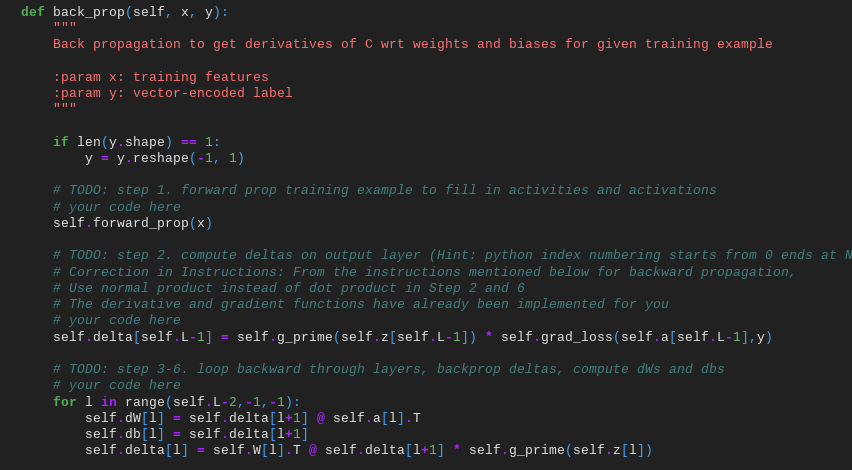 def back_prop(self, x, y):
    """
    Back propagation to get derivatives of C wrt weights and biases for given training example

    :param x: training features
    :param y: vector-encoded label
    """

    if len(y.shape) == 1:
        y = y.reshape(-1, 1)

    # TODO: step 1. forward prop training example to fill in activities and activations
    # your code here
    self.forward_prop(x)

    # TODO: step 2. compute deltas on output layer (Hint: python index numbering starts from 0 ends at N
    # Correction in Instructions: From the instructions mentioned below for backward propagation,
    # Use normal product instead of dot product in Step 2 and 6
    # The derivative and gradient functions have already been implemented for you
    # your code here
    self.delta[self.L-1] = self.g_prime(self.z[self.L-1]) * self.grad_loss(self.a[self.L-1],y)

    # TODO: step 3-6. loop backward through layers, backprop deltas, compute dWs and dbs
    # your code here
    for l in range(self.L-2,-1,-1):
        self.dW[l] = self.delta[l+1] @ self.a[l].T
        self.db[l] = self.delta[l+1]
        self.delta[l] = self.W[l].T @ self.delta[l+1] * self.g_prime(self.z[l])